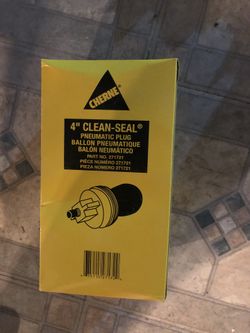 CHERNE
4" CLEAN-SEAL®
PNEUMATIC PLUG
BALLON PNEUMATIQUE
BALÓN NEUMÁTICO
PART NO. 271721
PIÈCE NUMÉRO 271721
PIEZA NÚMERO 271721